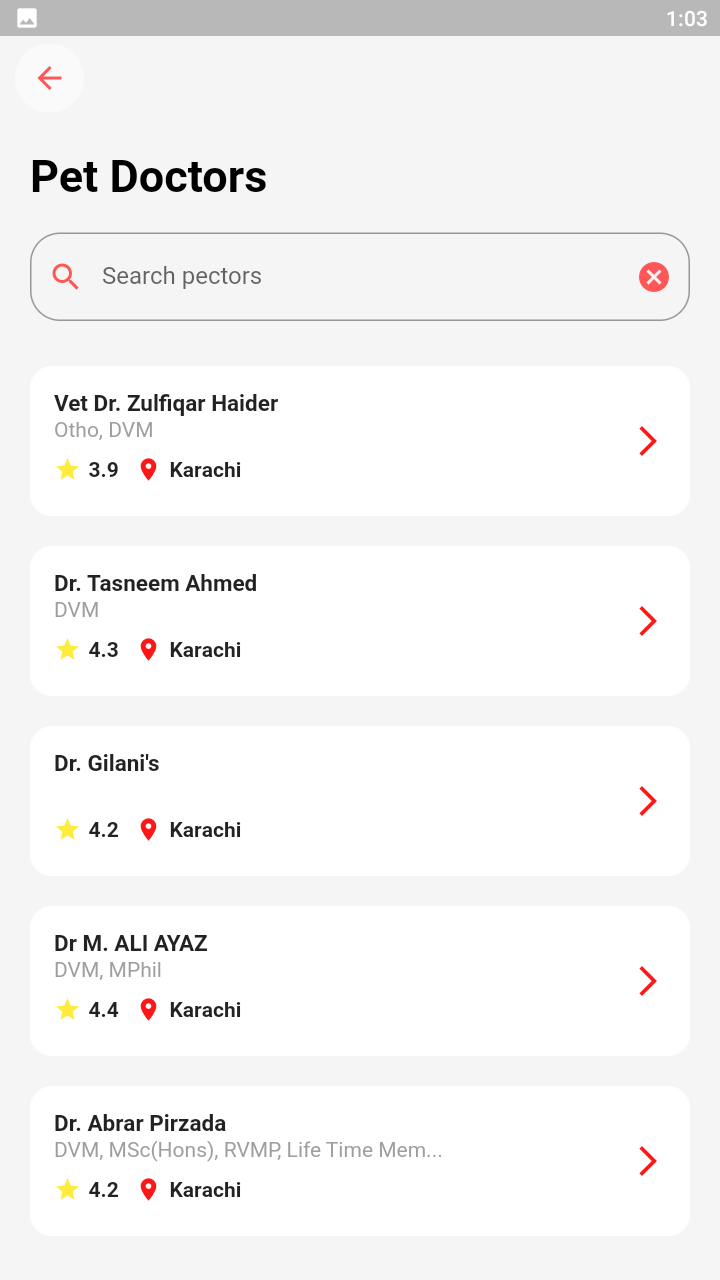 1:03
Pet Doctors
Search pectors
Vet Dr. Zulfiqar Haider
Otho, DVM
3.9 Karachi
Dr. Tasneem Ahmed
DVM
4.3 Karachi
Dr. Gilani's
4.2 Karachi
Dr M. ALI AYAZ
DVM, MPhil
4.4 Karachi
Dr. Abrar Pirzada
DVM, MSc(Hons), RVMP, Life Time Mem...
4.2 Karachi